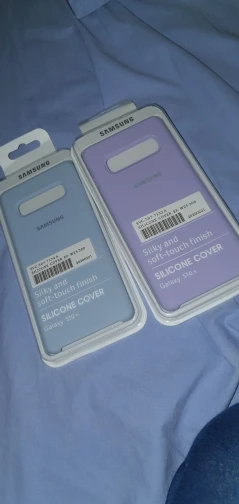 SAMSUNG
SAMSUNG
Silky and
soft-touch finish
SILICONE COVER
Galaxy S10+
SAMSUNG
SAMSUNG
Silky and
soft-touch finish
SILICONE COVER
Galaxy S10+